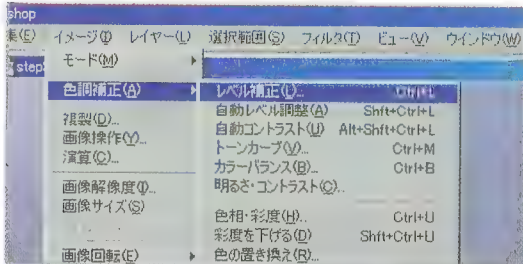 shop
集(E) イメージ(I) レイヤー(L) 選択範囲(S) フィルタ(T) ビュー(V) ウインドウ(W)
step
モード(M)
色調補正(A)
複製(D)...
画像操作(Y)...
演算(C)...
画像解像度(I)...
画像サイズ(S)
画像回転(E)
レベル補正(L)... Ctrl+L
自動レベル調整(A) Shft+Ctrl+L
自動コントラスト(U) Alt+Shft+Ctrl+L
トーンカーブ(V)... Ctrl+M
カラーバランス(B)... Ctrl+B
明るさ・コントラスト(C)...
色相・彩度(H)... Ctrl+U
彩度を下げる(D) Shft+Ctrl+U
色の置き換え(R)...